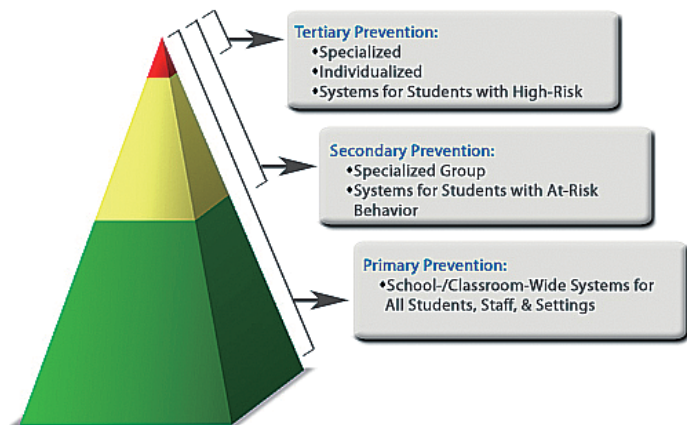 Tertiary Prevention:
♦Specialized
♦Individualized
♦Systems for Students with High-Risk
Secondary Prevention:
♦Specialized Group
♦Systems for Students with At-Risk
Behavior
Primary Prevention:
♦School-/Classroom-Wide Systems for
All Students, Staff, & Settings